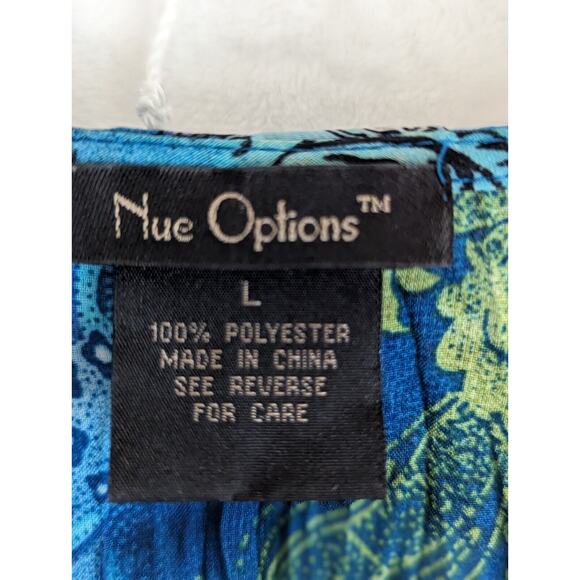 Nue Options™
L
100% POLYESTER
MADE IN CHINA
SEE REVERSE
FOR CARE